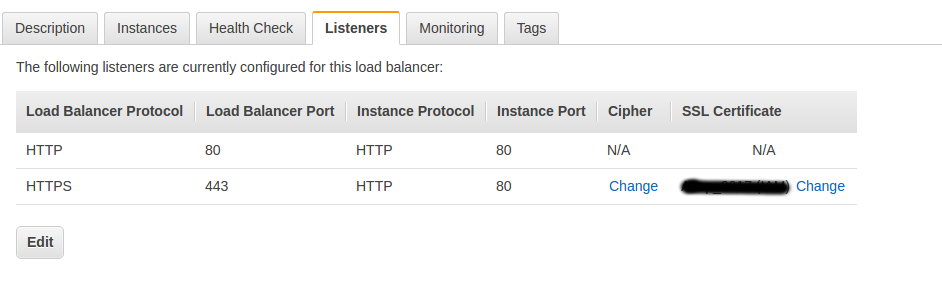 Description Instances Health Check Listeners Monitoring Tags
The following listeners are currently configured for this load balancer:
Load Balancer Protocol Load Balancer Port Instance Protocol Instance Port Cipher SSL Certificate
HTTP 80 HTTP 80 N/A N/A
HTTPS 443 HTTP 80 Change Change
Edit